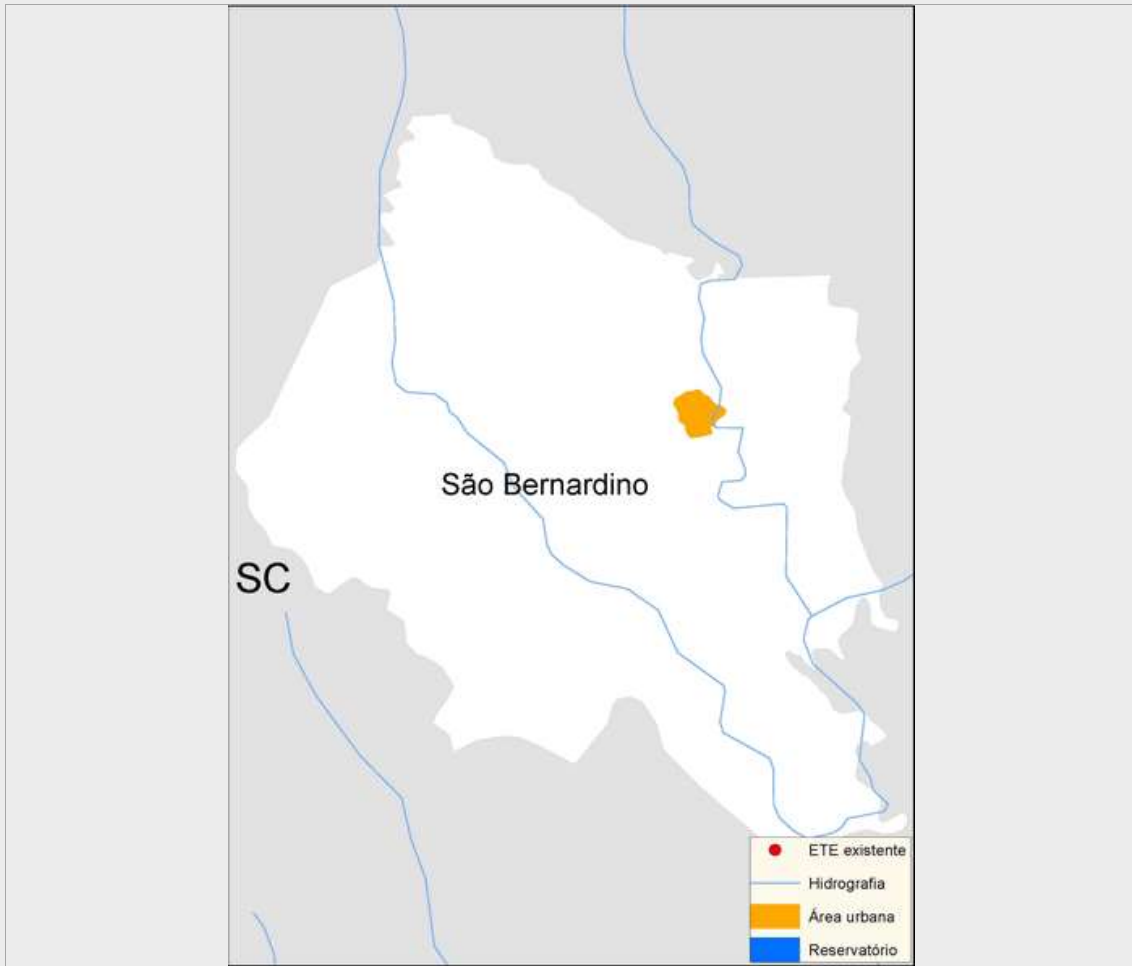 São Bernardino
SC
ETE existente
Hidrografia
Área urbana
Reservatório